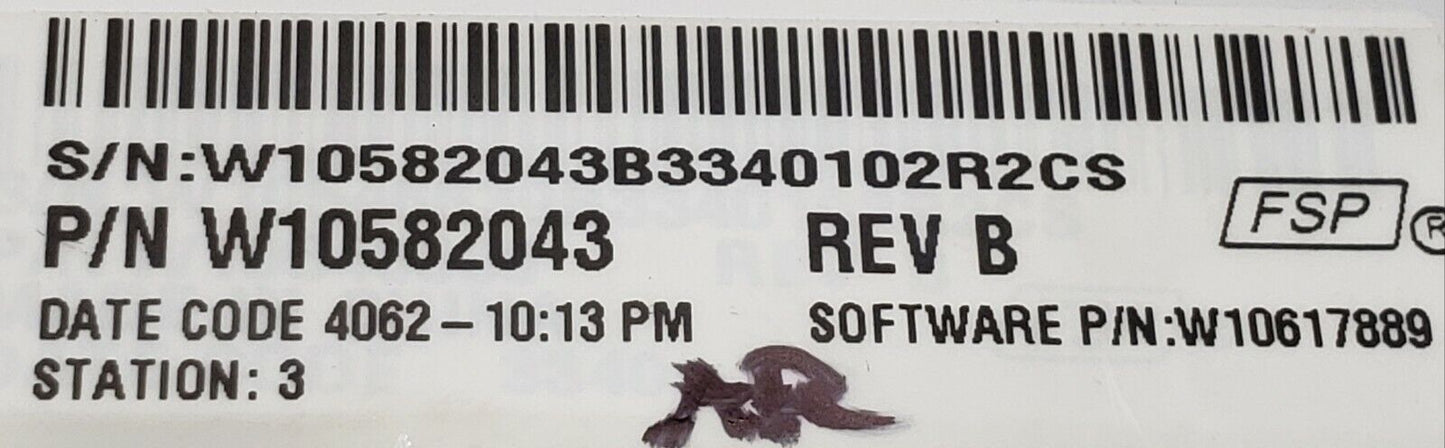 S/N:W10582043B3340102R2CS
P/N W10582043 REV B FSP ®
DATE CODE 4062 – 10:13 PM SOFTWARE P/N:W10617889
STATION: 3